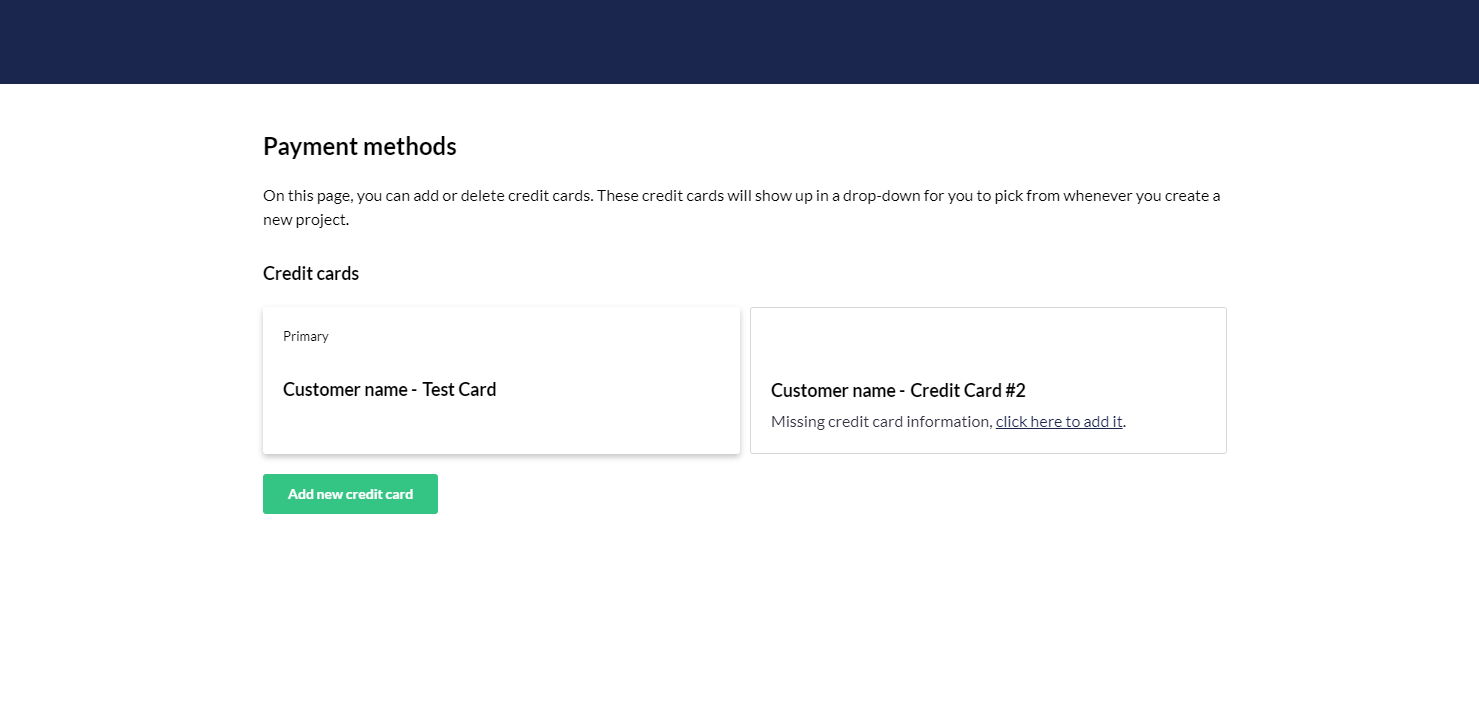 Payment methods
On this page, you can add or delete credit cards. These credit cards will show up in a drop-down for you to pick from whenever you create a
new project.
Credit cards
Primary
Customer name - Test Card
Customer name - Credit Card #2
Missing credit card information, click here to add it.
Add new credit card